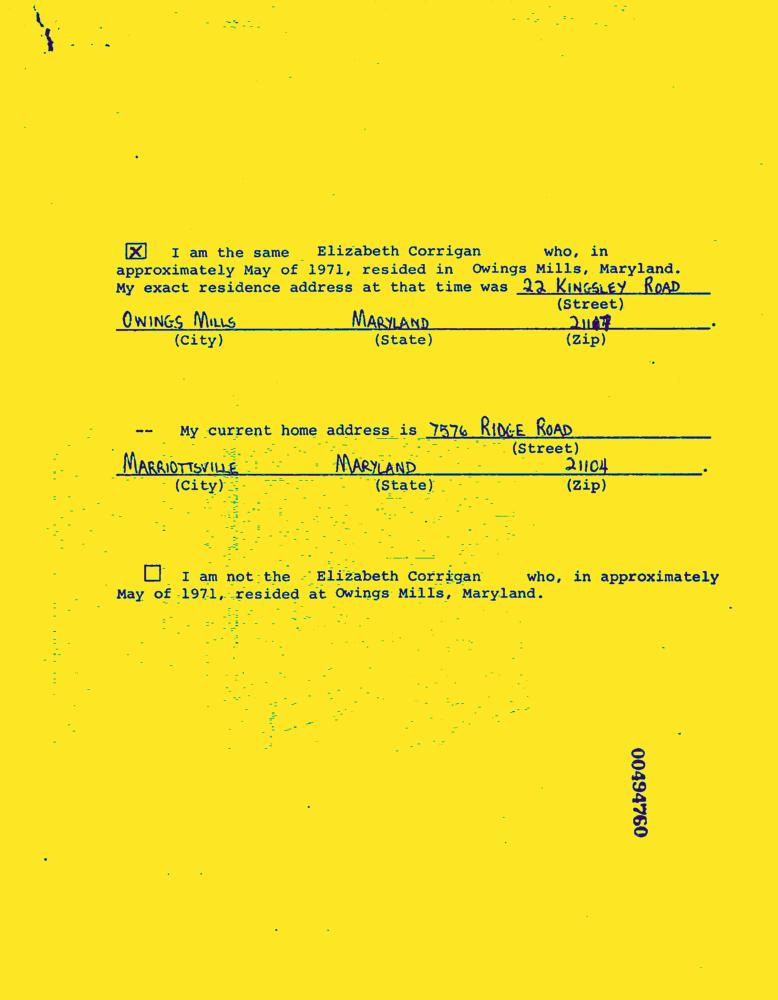 [X] I am the same Elizabeth Corrigan who, in
approximately May of 1971, resided in Owings Mills, Maryland.
My exact residence address at that time was 22 KINGSLEY ROAD
(Street)
OWINGS MILLS MARYLAND 21117.
(City) (State) (Zip)
-- My current home address is 7576 RIDGE ROAD
(Street)
MARRIOTTSVILLE MARYLAND 21104.
(City) (State) (Zip)
☐ I am not the Elizabeth Corrigan who, in approximately
May of 1971, resided at Owings Mills, Maryland.
00494760